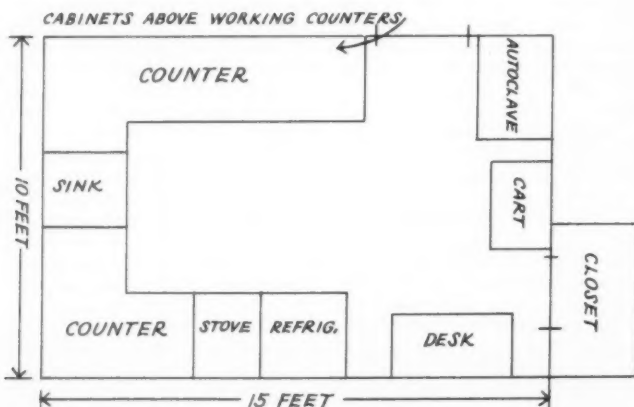 CABINETS ABOVE WORKING COUNTERS
COUNTER
AUTOCLAVE
SINK
CART
10 FEET
CLOSET
COUNTER
STOVE
REFRIG.
DESK
15 FEET